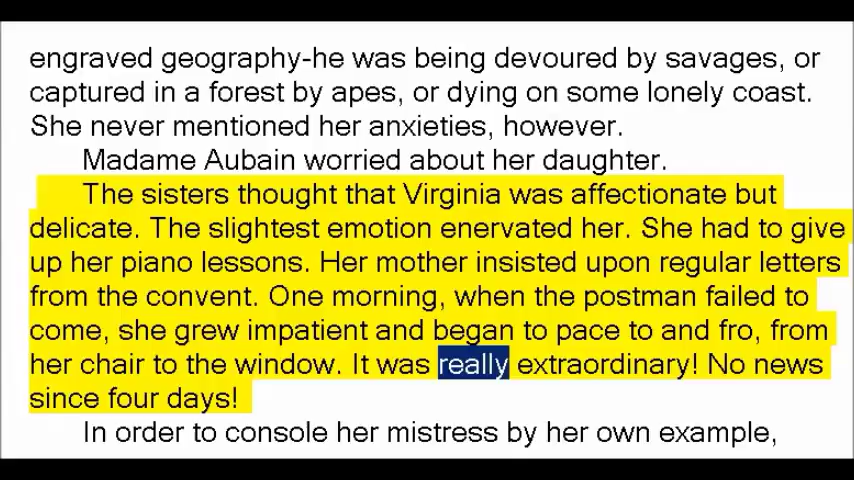 engraved geography-he was being devoured by savages, or
captured in a forest by apes, or dying on some lonely coast.
She never mentioned her anxieties, however.
Madame Aubain worried about her daughter.
The sisters thought that Virginia was affectionate but
delicate. The slightest emotion enervated her. She had to give
up her piano lessons. Her mother insisted upon regular letters
from the convent. One morning, when the postman failed to
come, she grew impatient and began to pace to and fro, from
her chair to the window. It was really extraordinary! No news
since four days!
In order to console her mistress by her own example,